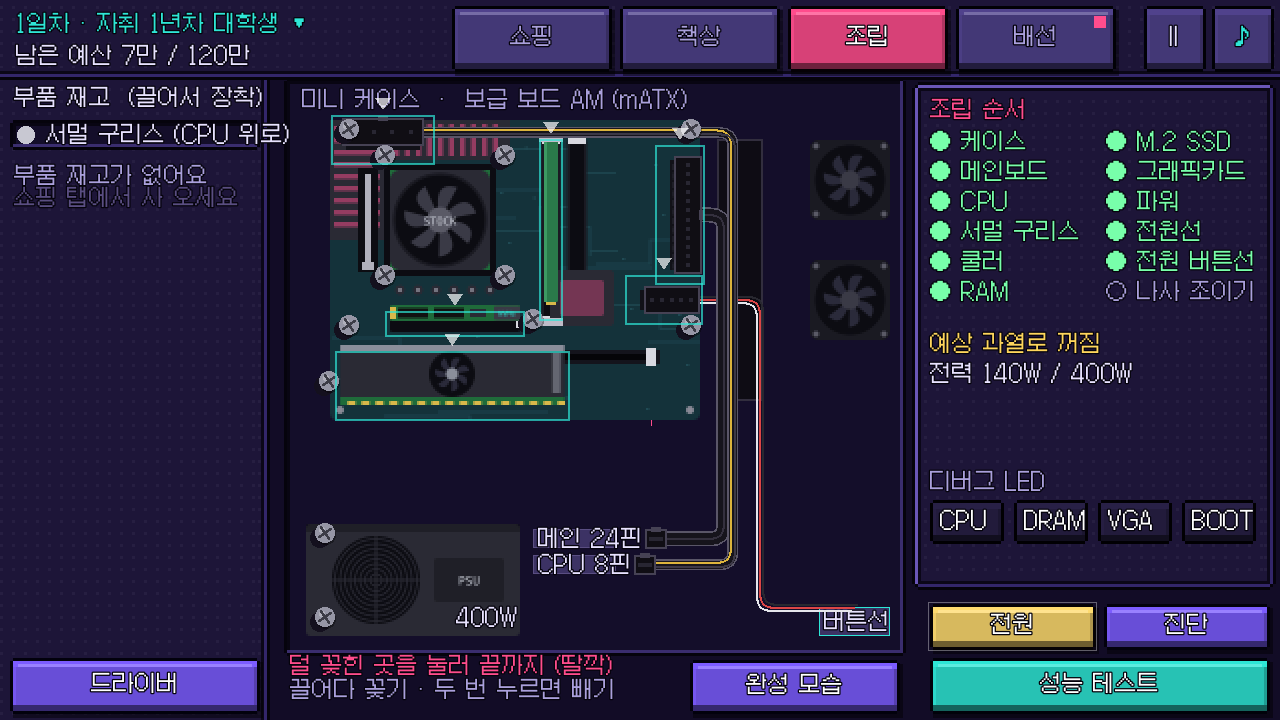 1일차 · 자취 1년차 대학생 ▼
남은 예산 7만 / 120만
쇼핑
책상
조립
배선
부품 재고 (끌어서 장착)
서멀 구리스 (CPU 위로)
부품 재고가 없어요
쇼핑 탭에서 사 오세요
미니 케이스 · 보급 보드 AM (mATX)
STOCK
메인 24핀
CPU 8핀
PSU
400W
버튼선
조립 순서
케이스
메인보드
CPU
서멀 구리스
쿨러
RAM
M.2 SSD
그래픽카드
파워
전원선
전원 버튼선
나사 조이기
예상 과열로 꺼짐
전력 140W / 400W
디버그 LED
CPU
DRAM
VGA
BOOT
전원
진단
드라이버
덜 꽂힌 곳을 눌러 끝까지 (딸깍)
끌어다 꽂기 · 두 번 누르면 빼기
완성 모습
성능 테스트